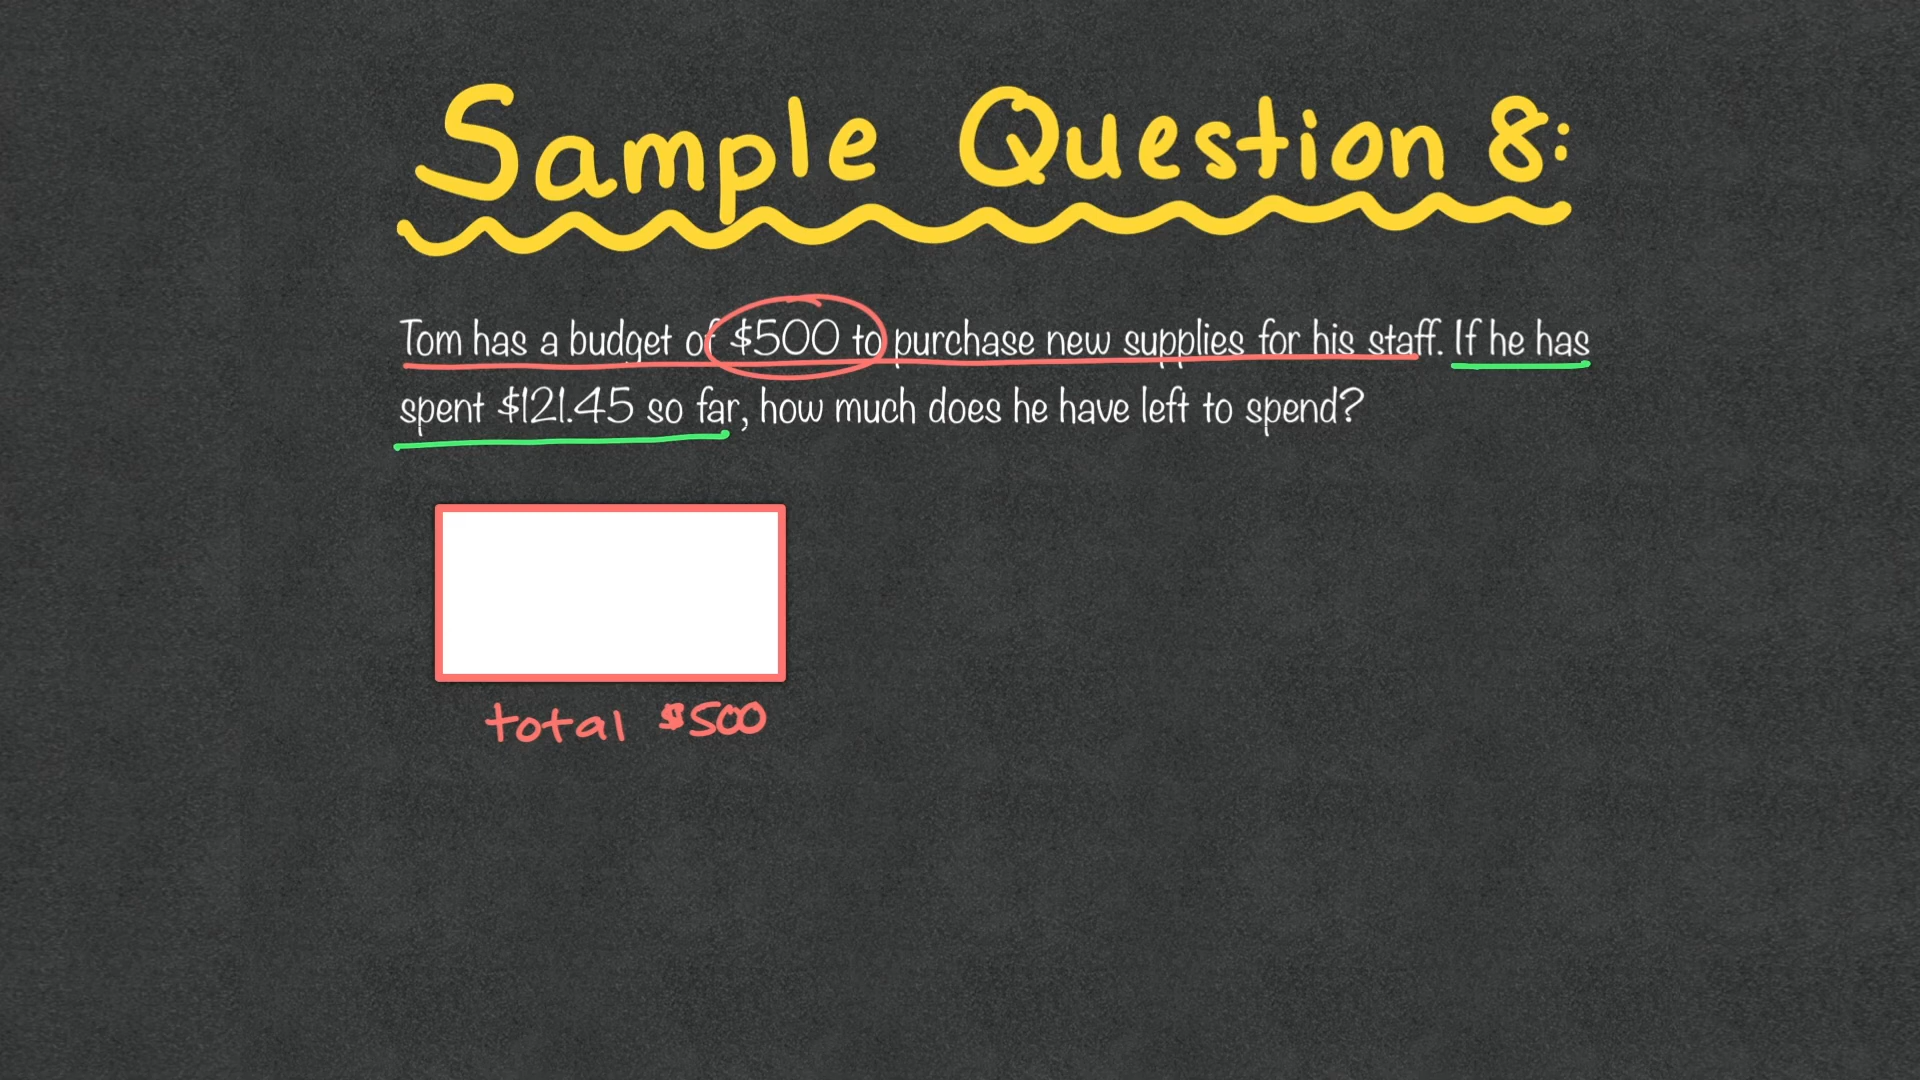 Sample Question 8:
Tom has a budget of $500 to purchase new supplies for his staff. If he has
spent $121.45 so far, how much does he have left to spend?
total $500